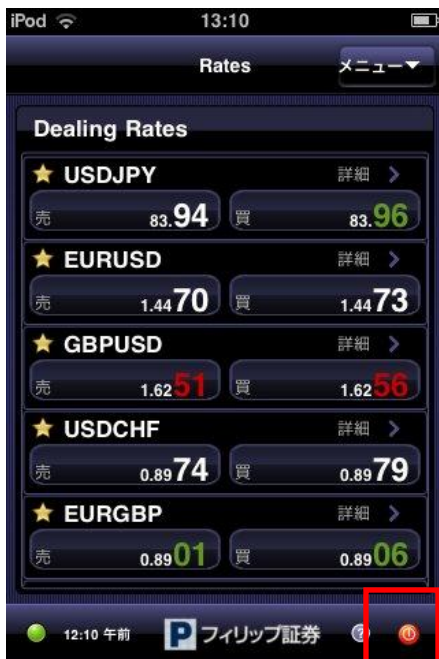 iPod 13:10
Rates メニュー▼
Dealing Rates
★ USDJPY 詳細 >
売 83.94 買 83.96
★ EURUSD 詳細 >
売 1.4470 買 1.4473
★ GBPUSD 詳細 >
売 1.6251 買 1.6256
★ USDCHF 詳細 >
売 0.8974 買 0.8979
★ EURGBP 詳細 >
売 0.8901 買 0.8906
12:10 午前 P フィリップ証券 ?